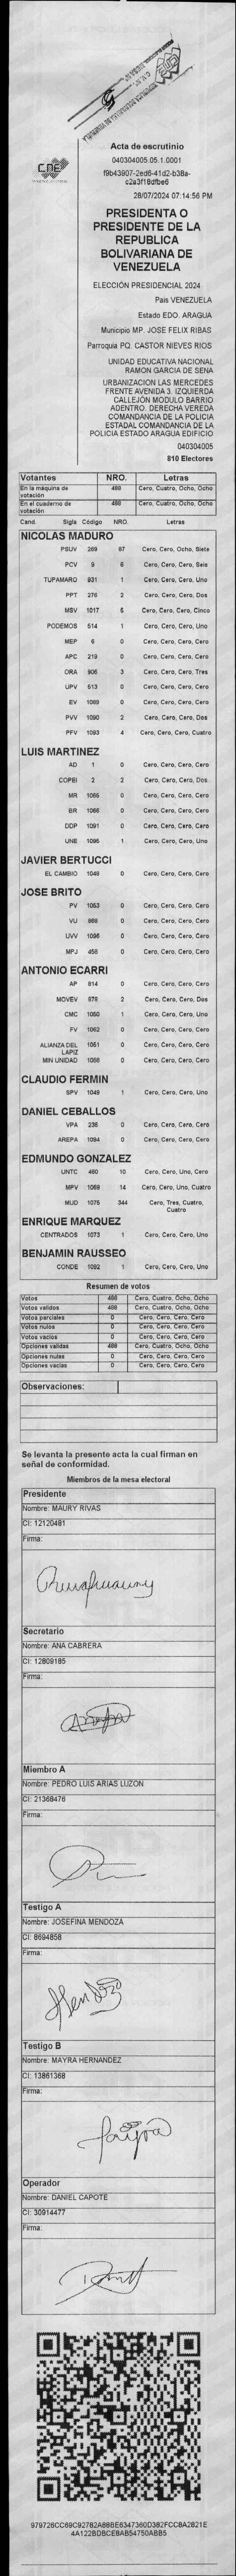 CNE
Acta de escrutinio
040304005.05.1.0001
f9b43907-2ed6-41d2-b38a-
c2a3f18dfbe6
28/07/2024 07:14:56 PM
PRESIDENTA O
PRESIDENTE DE LA
REPUBLICA
BOLIVARIANA DE
VENEZUELA
ELECCIÓN PRESIDENCIAL 2024
País VENEZUELA
Estado EDO. ARAGUA
Municipio MP. JOSE FELIX RIBAS
Parroquia PQ. CASTOR NIEVES RIOS
UNIDAD EDUCATIVA NACIONAL
RAMON GARCIA DE SENA
URBANIZACION LAS MERCEDES
FRENTE AVENIDA 3. IZQUIERDA
CALLEJÓN MODULO BARRIO
ADENTRO. DERECHA VEREDA
COMANDANCIA DE LA POLICIA
ESTADAL COMANDANCIA DE LA
POLICIA ESTADO ARAGUA EDIFICIO
040304005
810 Electores
Votantes NRO. Letras
En la máquina de votación 488 Cero, Cuatro, Ocho, Ocho
En el cuaderno de votación 488 Cero, Cuatro, Ocho, Ocho
Cand. Sigla Código NRO. Letras
NICOLAS MADURO
PSUV 269 87 Cero, Cero, Ocho, Siete
PCV 9 6 Cero, Cero, Cero, Seis
TUPAMARO 931 1 Cero, Cero, Cero, Uno
PPT 276 2 Cero, Cero, Cero, Dos
MSV 1017 5 Cero, Cero, Cero, Cinco
PODEMOS 514 1 Cero, Cero, Cero, Uno
MEP 6 0 Cero, Cero, Cero, Cero
APC 219 0 Cero, Cero, Cero, Cero
ORA 906 3 Cero, Cero, Cero, Tres
UPV 513 0 Cero, Cero, Cero, Cero
EV 1089 0 Cero, Cero, Cero, Cero
PVV 1090 2 Cero, Cero, Cero, Dos
PFV 1093 4 Cero, Cero, Cero, Cuatro
LUIS MARTINEZ
AD 1 0 Cero, Cero, Cero, Cero
COPEI 2 2 Cero, Cero, Cero, Dos
MR 1065 0 Cero, Cero, Cero, Cero
BR 1066 0 Cero, Cero, Cero, Cero
DDP 1091 0 Cero, Cero, Cero, Cero
UNE 1095 1 Cero, Cero, Cero, Uno
JAVIER BERTUCCI
EL CAMBIO 1048 0 Cero, Cero, Cero, Cero
JOSE BRITO
PV 1053 0 Cero, Cero, Cero, Cero
VU 868 0 Cero, Cero, Cero, Cero
UVV 1096 0 Cero, Cero, Cero, Cero
MPJ 458 0 Cero, Cero, Cero, Cero
ANTONIO ECARRI
AP 814 0 Cero, Cero, Cero, Cero
MOVEV 978 2 Cero, Cero, Cero, Dos
CMC 1050 1 Cero, Cero, Cero, Uno
FV 1062 0 Cero, Cero, Cero, Cero
ALIANZA DEL LAPIZ 1051 0 Cero, Cero, Cero, Cero
MIN UNIDAD 1058 0 Cero, Cero, Cero, Cero
CLAUDIO FERMIN
SPV 1049 1 Cero, Cero, Cero, Uno
DANIEL CEBALLOS
VPA 236 0 Cero, Cero, Cero, Cero
AREPA 1094 0 Cero, Cero, Cero, Cero
EDMUNDO GONZALEZ
UNTC 460 10 Cero, Cero, Uno, Cero
MPV 1069 14 Cero, Cero, Uno, Cuatro
MUD 1075 344 Cero, Tres, Cuatro, Cuatro
ENRIQUE MARQUEZ
CENTRADOS 1073 1 Cero, Cero, Cero, Uno
BENJAMIN RAUSSEO
CONDE 1092 1 Cero, Cero, Cero, Uno
Resumen de votos
Votos 488 Cero, Cuatro, Ocho, Ocho
Votos validos 488 Cero, Cuatro, Ocho, Ocho
Votos parciales 0 Cero, Cero, Cero, Cero
Votos nulos 0 Cero, Cero, Cero, Cero
Votos vacios 0 Cero, Cero, Cero, Cero
Opciones validas 488 Cero, Cuatro, Ocho, Ocho
Opciones nulas 0 Cero, Cero, Cero, Cero
Opciones vacias 0 Cero, Cero, Cero, Cero
Observaciones:
Se levanta la presente acta la cual firman en
señal de conformidad.
Miembros de la mesa electoral
Presidente
Nombre: MAURY RIVAS
CI: 12120481
Firma:
Secretario
Nombre: ANA CABRERA
CI: 12809185
Firma:
Miembro A
Nombre: PEDRO LUIS ARIAS LUZON
CI: 21368476
Firma:
Testigo A
Nombre: JOSEFINA MENDOZA
CI: 8694858
Firma:
Mendoza
Testigo B
Nombre: MAYRA HERNANDEZ
CI: 13861368
Firma:
Operador
Nombre: DANIEL CAPOTE
CI: 30914477
Firma:
979726CC69C92782A88BE6347360D382FCC8A2821E
4A122BDBCE8AB54750ABB5